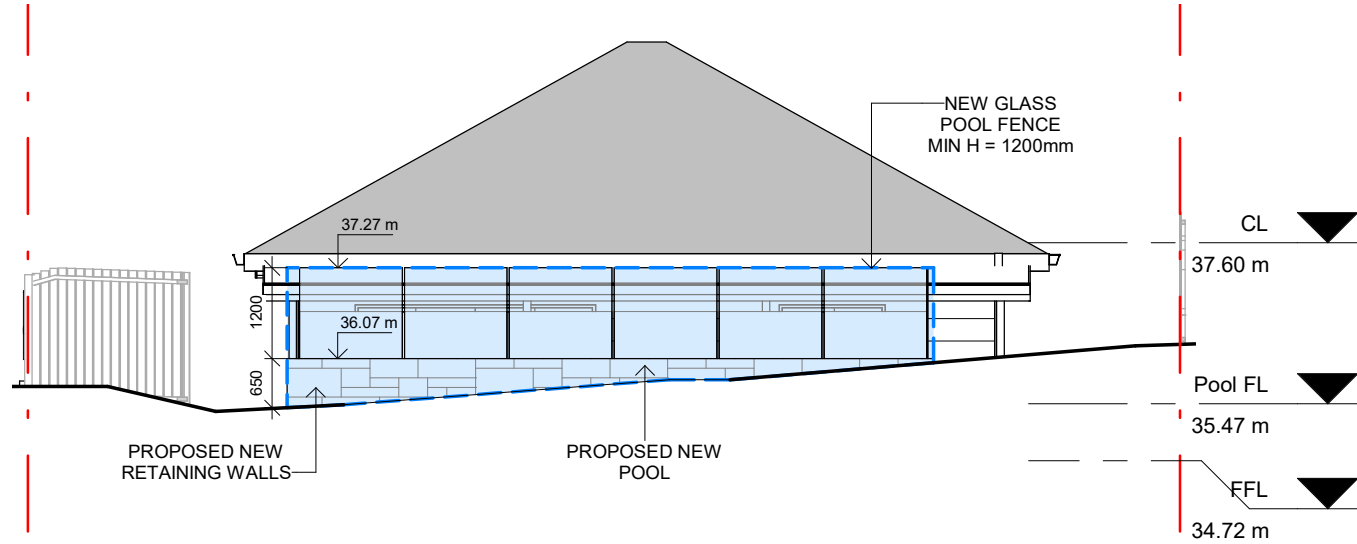 NEW GLASS
POOL FENCE
MIN H = 1200mm
37.27 m
CL
37.60 m
1200
36.07 m
650
Pool FL
35.47 m
PROPOSED NEW
RETAINING WALLS
PROPOSED NEW
POOL
FFL
34.72 m